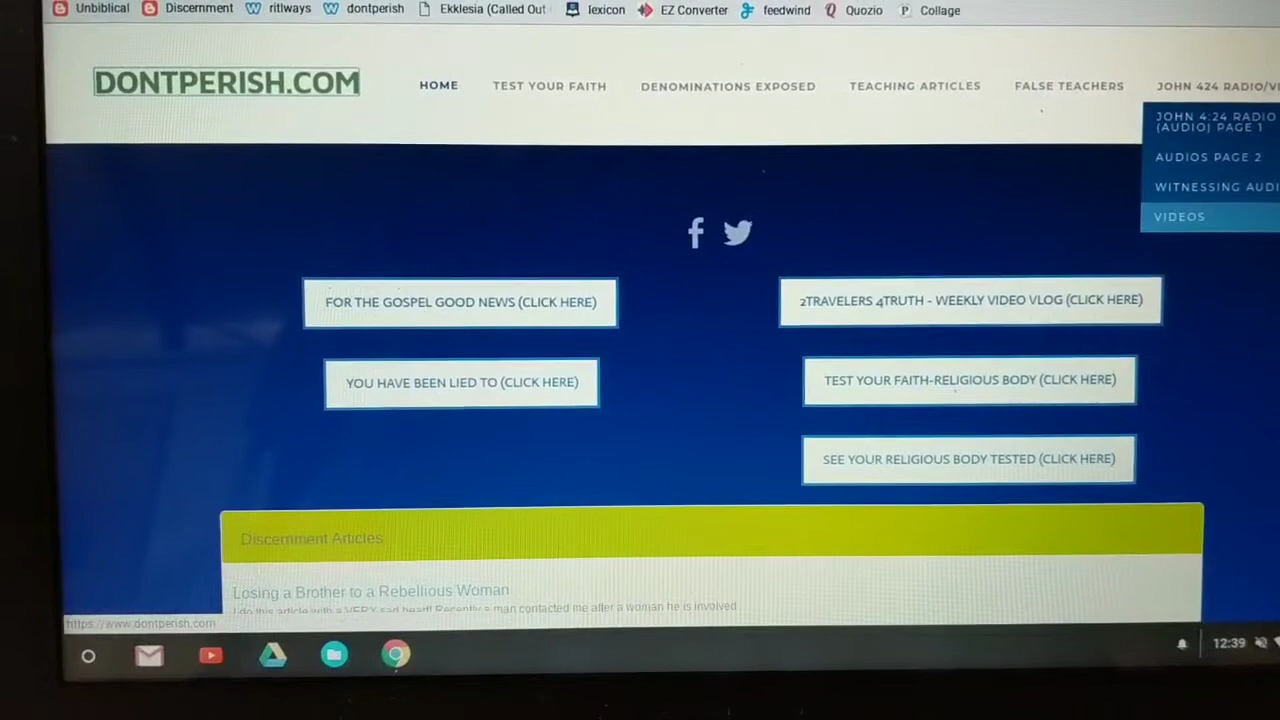 Unbiblical Discernment ritlways dontperish Ekklesia (Called Out lexicon EZ Converter feedwind Quozio Collage
DONTPERISH.COM HOME TEST YOUR FAITH DENOMINATIONS EXPOSED TEACHING ARTICLES FALSE TEACHERS JOHN 424 RADIO/VI
JOHN 4:24 RADIO
(AUDIO) PAGE 1
AUDIOS PAGE 2
WITNESSING AUDI
VIDEOS
FOR THE GOSPEL GOOD NEWS (CLICK HERE) 2TRAVELERS 4TRUTH - WEEKLY VIDEO VLOG (CLICK HERE)
YOU HAVE BEEN LIED TO (CLICK HERE) TEST YOUR FAITH-RELIGIOUS BODY (CLICK HERE)
SEE YOUR RELIGIOUS BODY TESTED (CLICK HERE)
Discernment Articles
Losing a Brother to a Rebellious Woman
I do this article with a VERY sad heart! Recently a man contacted me after a woman he is involved
https://www.dontperish.com
12:39